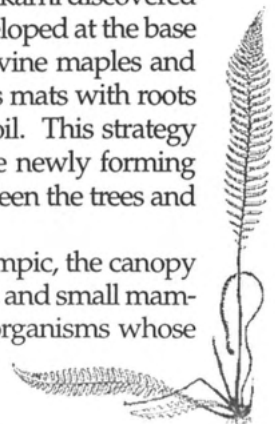 discovered
eloped at the base
vine maples and
s mats with roots
oil. This strategy
e newly forming
een the trees and
mpic, the canopy
and small mam-
organisms whose